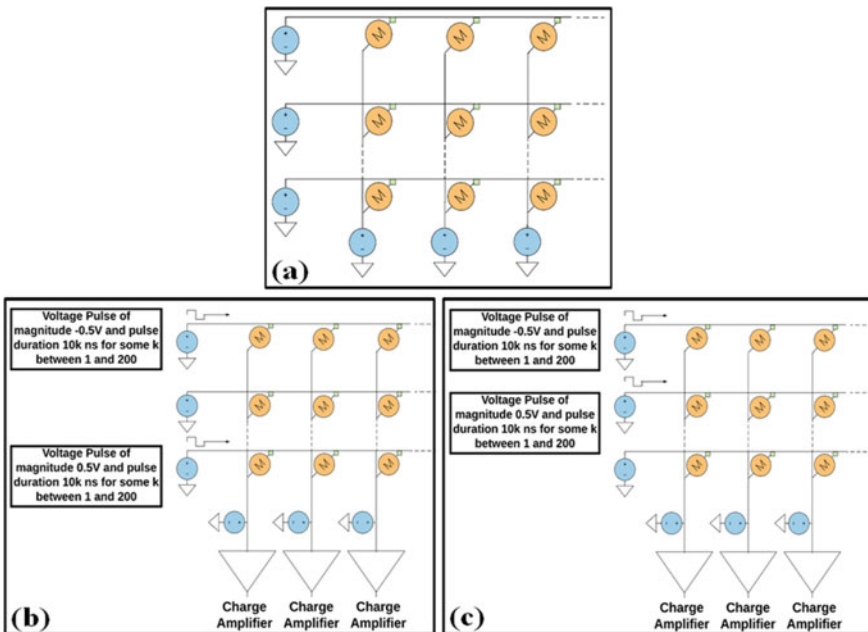 M M M
M M M
M M M
(a)
Voltage Pulse of
magnitude -0.5V and pulse
duration 10k ns for some k
between 1 and 200
M M M
M M M
Voltage Pulse of
magnitude 0.5V and pulse
duration 10k ns for some k
between 1 and 200
M M M
Charge Charge Charge
Amplifier Amplifier Amplifier
(b)
Voltage Pulse of
magnitude -0.5V and pulse
duration 10k ns for some k
between 1 and 200
M M M
Voltage Pulse of
magnitude 0.5V and pulse
duration 10k ns for some k
between 1 and 200
M M M
M M M
Charge Charge Charge
Amplifier Amplifier Amplifier
(c)